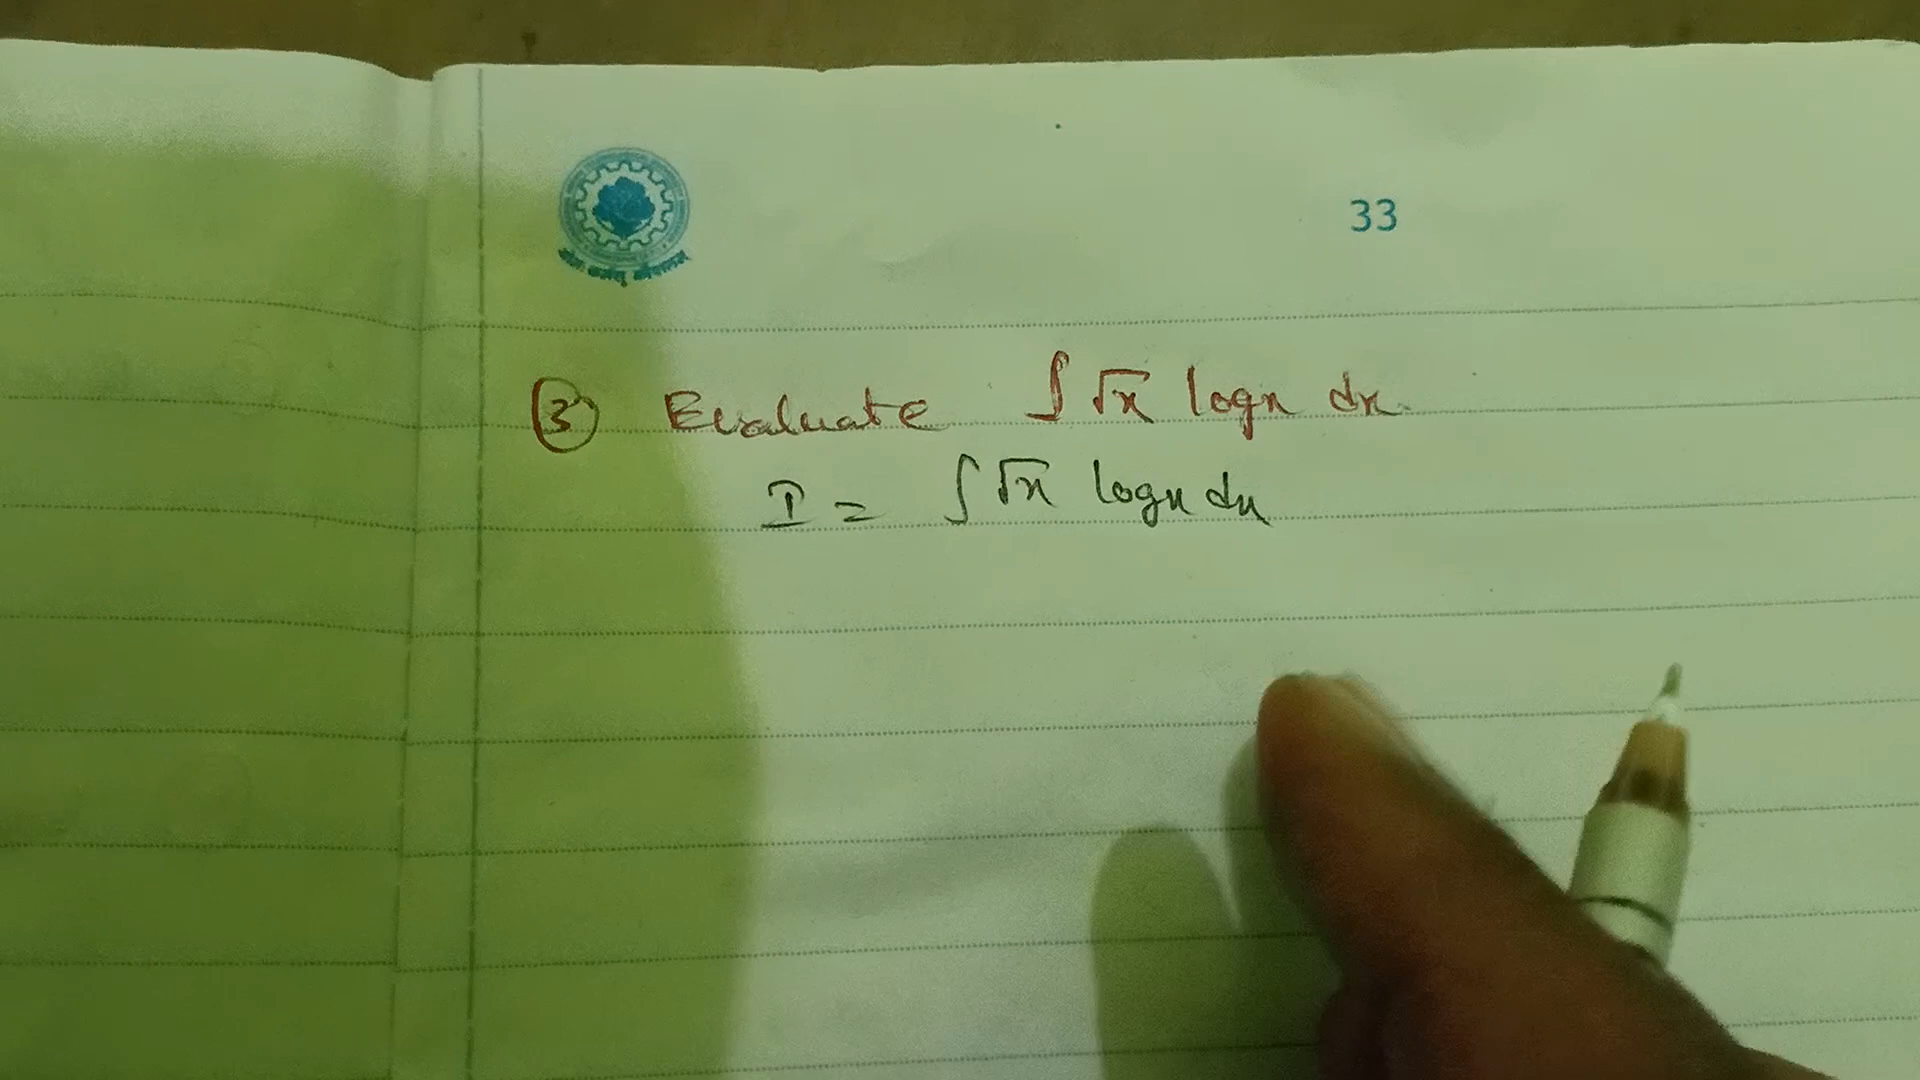 33
③ Evaluate ∫ √x logx dx.
I = ∫ √x logx dx